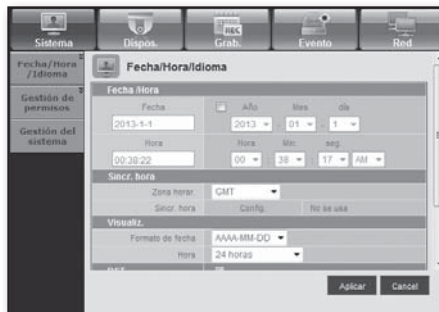 Sistema
Dispos.
Grab.
Evento
Red
REC
Fecha/Hora
/Idioma
Gestión de
permisos
Gestión del
sistema
Fecha/Hora/Idioma
Fecha /Hora
Fecha
Año Mes día
2013-1-1
2013 - 01 - 1
Hora
Hora Min. seg.
00:38:22
00 : 38 : 17 AM
Sincr. hora
Zona horar.
GMT
Sincr. hora
Config.
No se usa
Visualiz.
Formato de fecha
AAAA-MM-DD
Hora
24 horas
Aplicar
Cancel